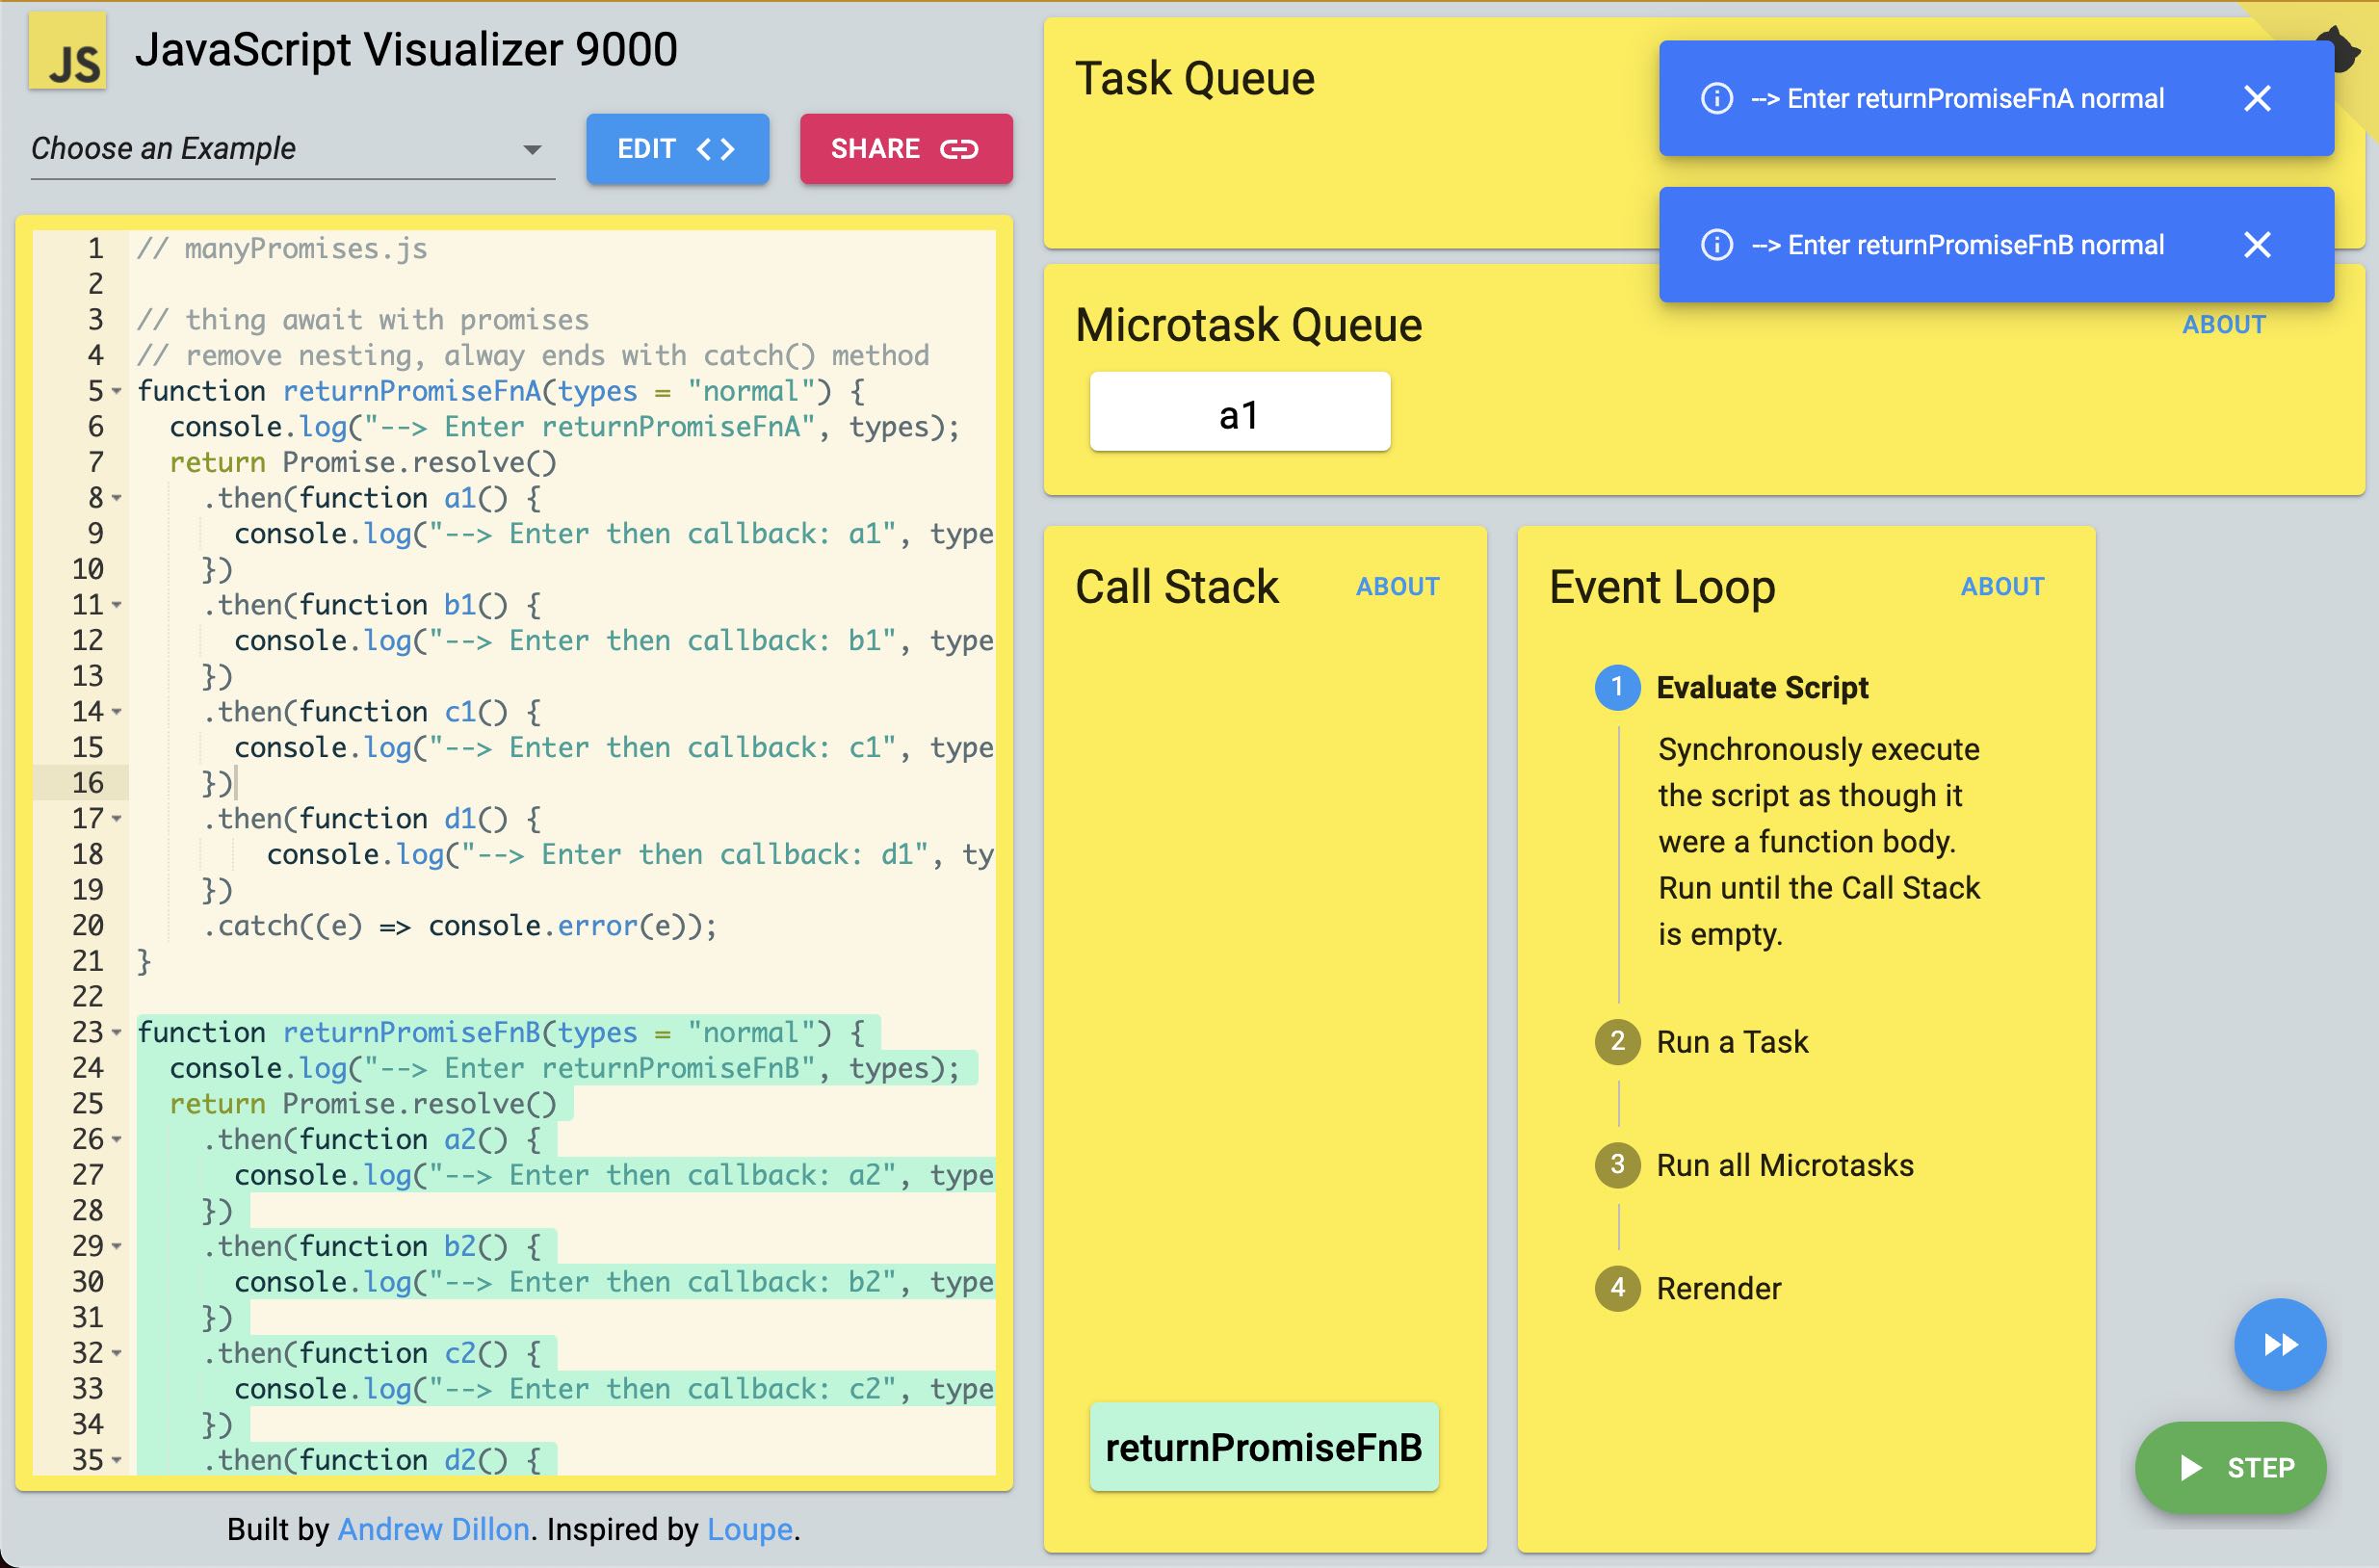 JS
JavaScript Visualizer 9000
Choose an Example
EDIT <>
SHARE
1 // manyPromises.js
2
3 // thing await with promises
4 // remove nesting, alway ends with catch() method
5 function returnPromiseFnA(types = "normal") {
6 console.log("--> Enter returnPromiseFnA", types);
7 return Promise.resolve()
8 .then(function a1() {
9 console.log("--> Enter then callback: a1", type
10 })
11 .then(function b1() {
12 console.log("--> Enter then callback: b1", type
13 })
14 .then(function c1() {
15 console.log("--> Enter then callback: c1", type
16 })
17 .then(function d1() {
18 console.log("--> Enter then callback: d1", ty
19 })
20 .catch((e) => console.error(e));
21 }
22
23 function returnPromiseFnB(types = "normal") {
24 console.log("--> Enter returnPromiseFnB", types);
25 return Promise.resolve()
26 .then(function a2() {
27 console.log("--> Enter then callback: a2", type
28 })
29 .then(function b2() {
30 console.log("--> Enter then callback: b2", type
31 })
32 .then(function c2() {
33 console.log("--> Enter then callback: c2", type
34 })
35 .then(function d2() {
Built by Andrew Dillon. Inspired by Loupe.
Task Queue
--> Enter returnPromiseFnA normal
--> Enter returnPromiseFnB normal
Microtask Queue
ABOUT
a1
Call Stack
ABOUT
returnPromiseFnB
Event Loop
ABOUT
1 Evaluate Script
Synchronously execute
the script as though it
were a function body.
Run until the Call Stack
is empty.
2 Run a Task
3 Run all Microtasks
4 Rerender
STEP